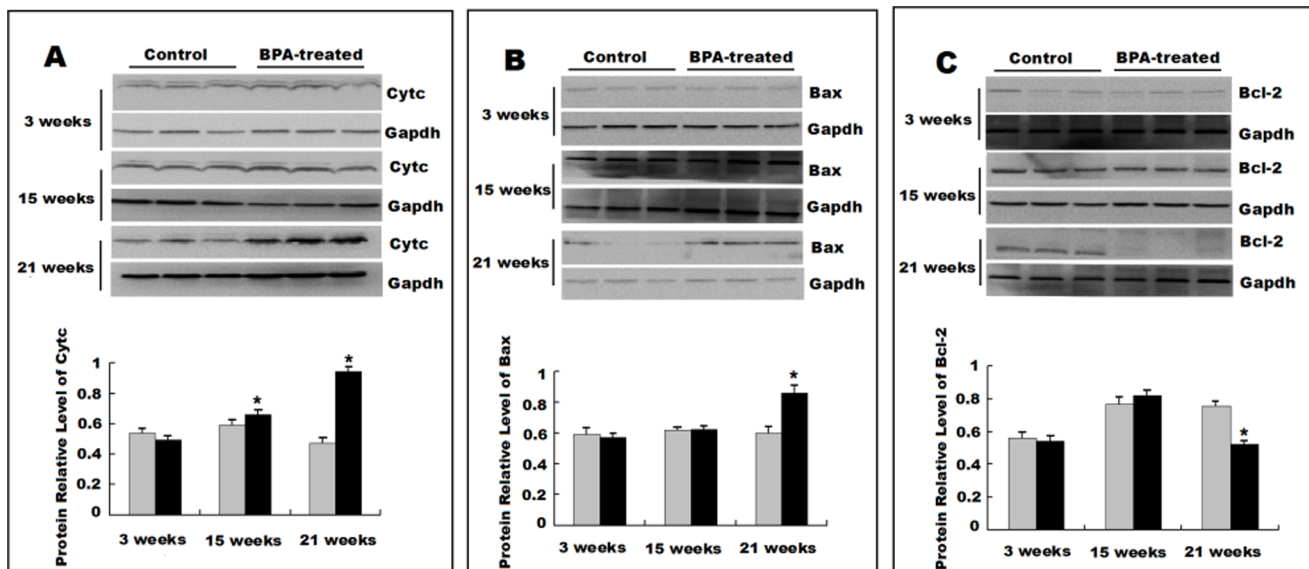 A
Control BPA-treated
Cytc
3 weeks
Gapdh
Cytc
15 weeks
Gapdh
Cytc
21 weeks
Gapdh
Protein Relative Level of Cytc
1
0.8
0.6
0.4
0.2
0
*
*
3 weeks 15 weeks 21 weeks
B
Control BPA-treated
Bax
3 weeks
Gapdh
Bax
15 weeks
Gapdh
Bax
21 weeks
Gapdh
Protein Relative Level of Bax
1
0.8
0.6
0.4
0.2
0
*
3 weeks 15 weeks 21 weeks
C
Control BPA-treated
Bcl-2
3 weeks
Gapdh
Bcl-2
15 weeks
Gapdh
Bcl-2
21 weeks
Gapdh
Protein Relative Level of Bcl-2
1
0.8
0.6
0.4
0.2
0
*
3 weeks 15 weeks 21 weeks